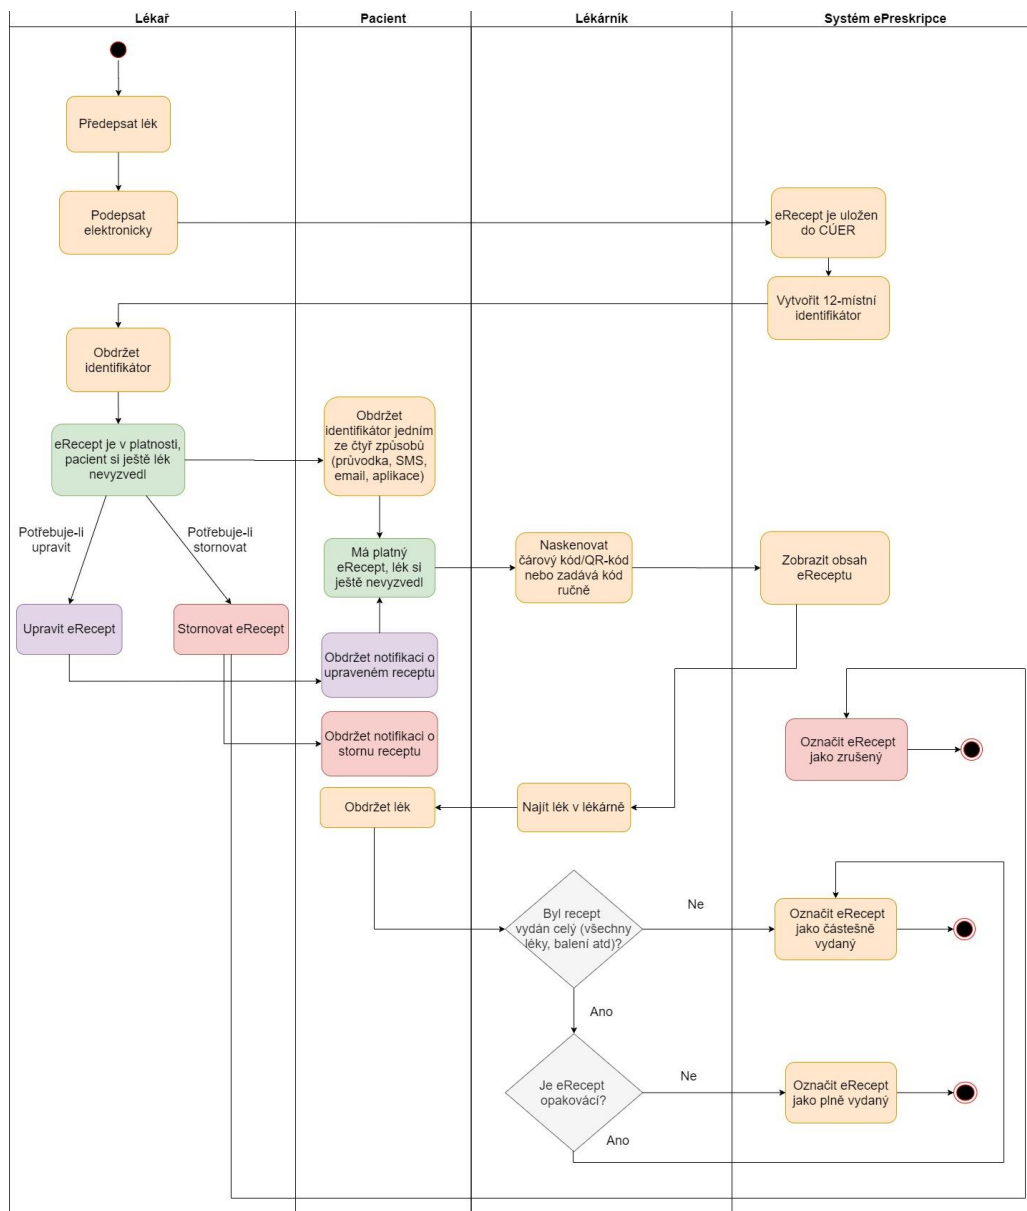 Lékař
Pacient
Lékárník
Systém ePreskripce
Předepsat lék
Podepsat
elektronicky
eRecept je uložen
do CÚER
Vytvořit 12-místní
identifikátor
Obdržet
identifikátor
eRecept je v platnosti,
pacient si ještě lék
nevyzvedl
Obdržet
identifikátor jedním
ze čtyř způsobů
(průvodka, SMS,
email, aplikace)
Potřebuje-li
upravit
Potřebuje-li
stornovat
Má platný
eRecept, lék si
ještě nevyzvedl
Naskenovat
čárový kód/QR-kód
nebo zadává kód
ručně
Zobrazit obsah
eReceptu
Upravit eRecept
Stornovat eRecept
Obdržet notifikaci o
upraveném receptu
Obdržet notifikaci o
stornu receptu
Označit eRecept
jako zrušený
Obdržet lék
Najít lék v lékárně
Byl recept
vydán celý (všechny
léky, balení atd)?
Ne
Označit eRecept
jako částešně
vydaný
Ano
Je eRecept
opakovácí?
Ne
Označit eRecept
jako plně vydaný
Ano